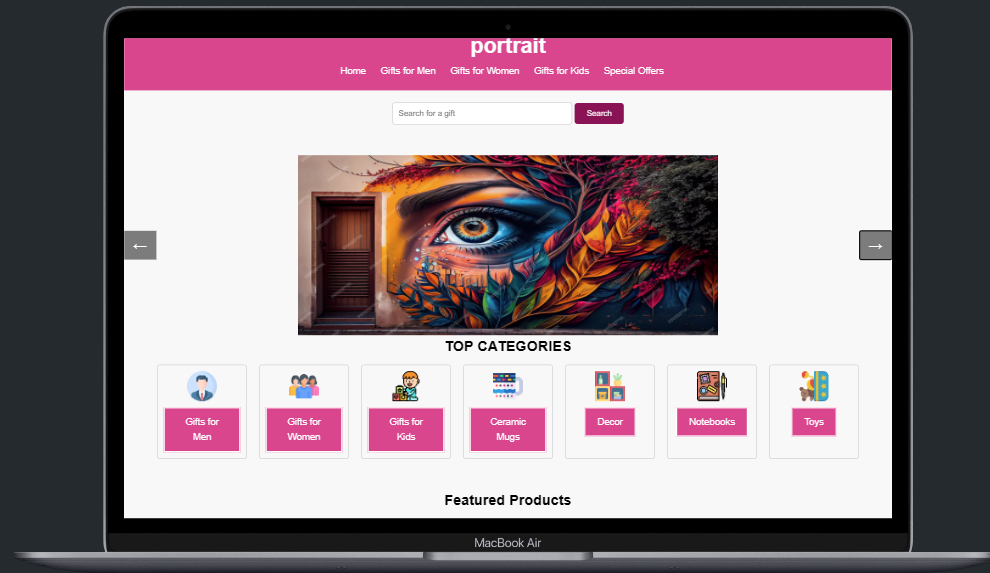 portrait
Home Gifts for Men Gifts for Women Gifts for Kids Special Offers
Search for a gift Search
← →
TOP CATEGORIES
Gifts for
Men
Gifts for
Women
Gifts for
Kids
Ceramic
Mugs
Decor
Notebooks
Toys
Featured Products
MacBook Air